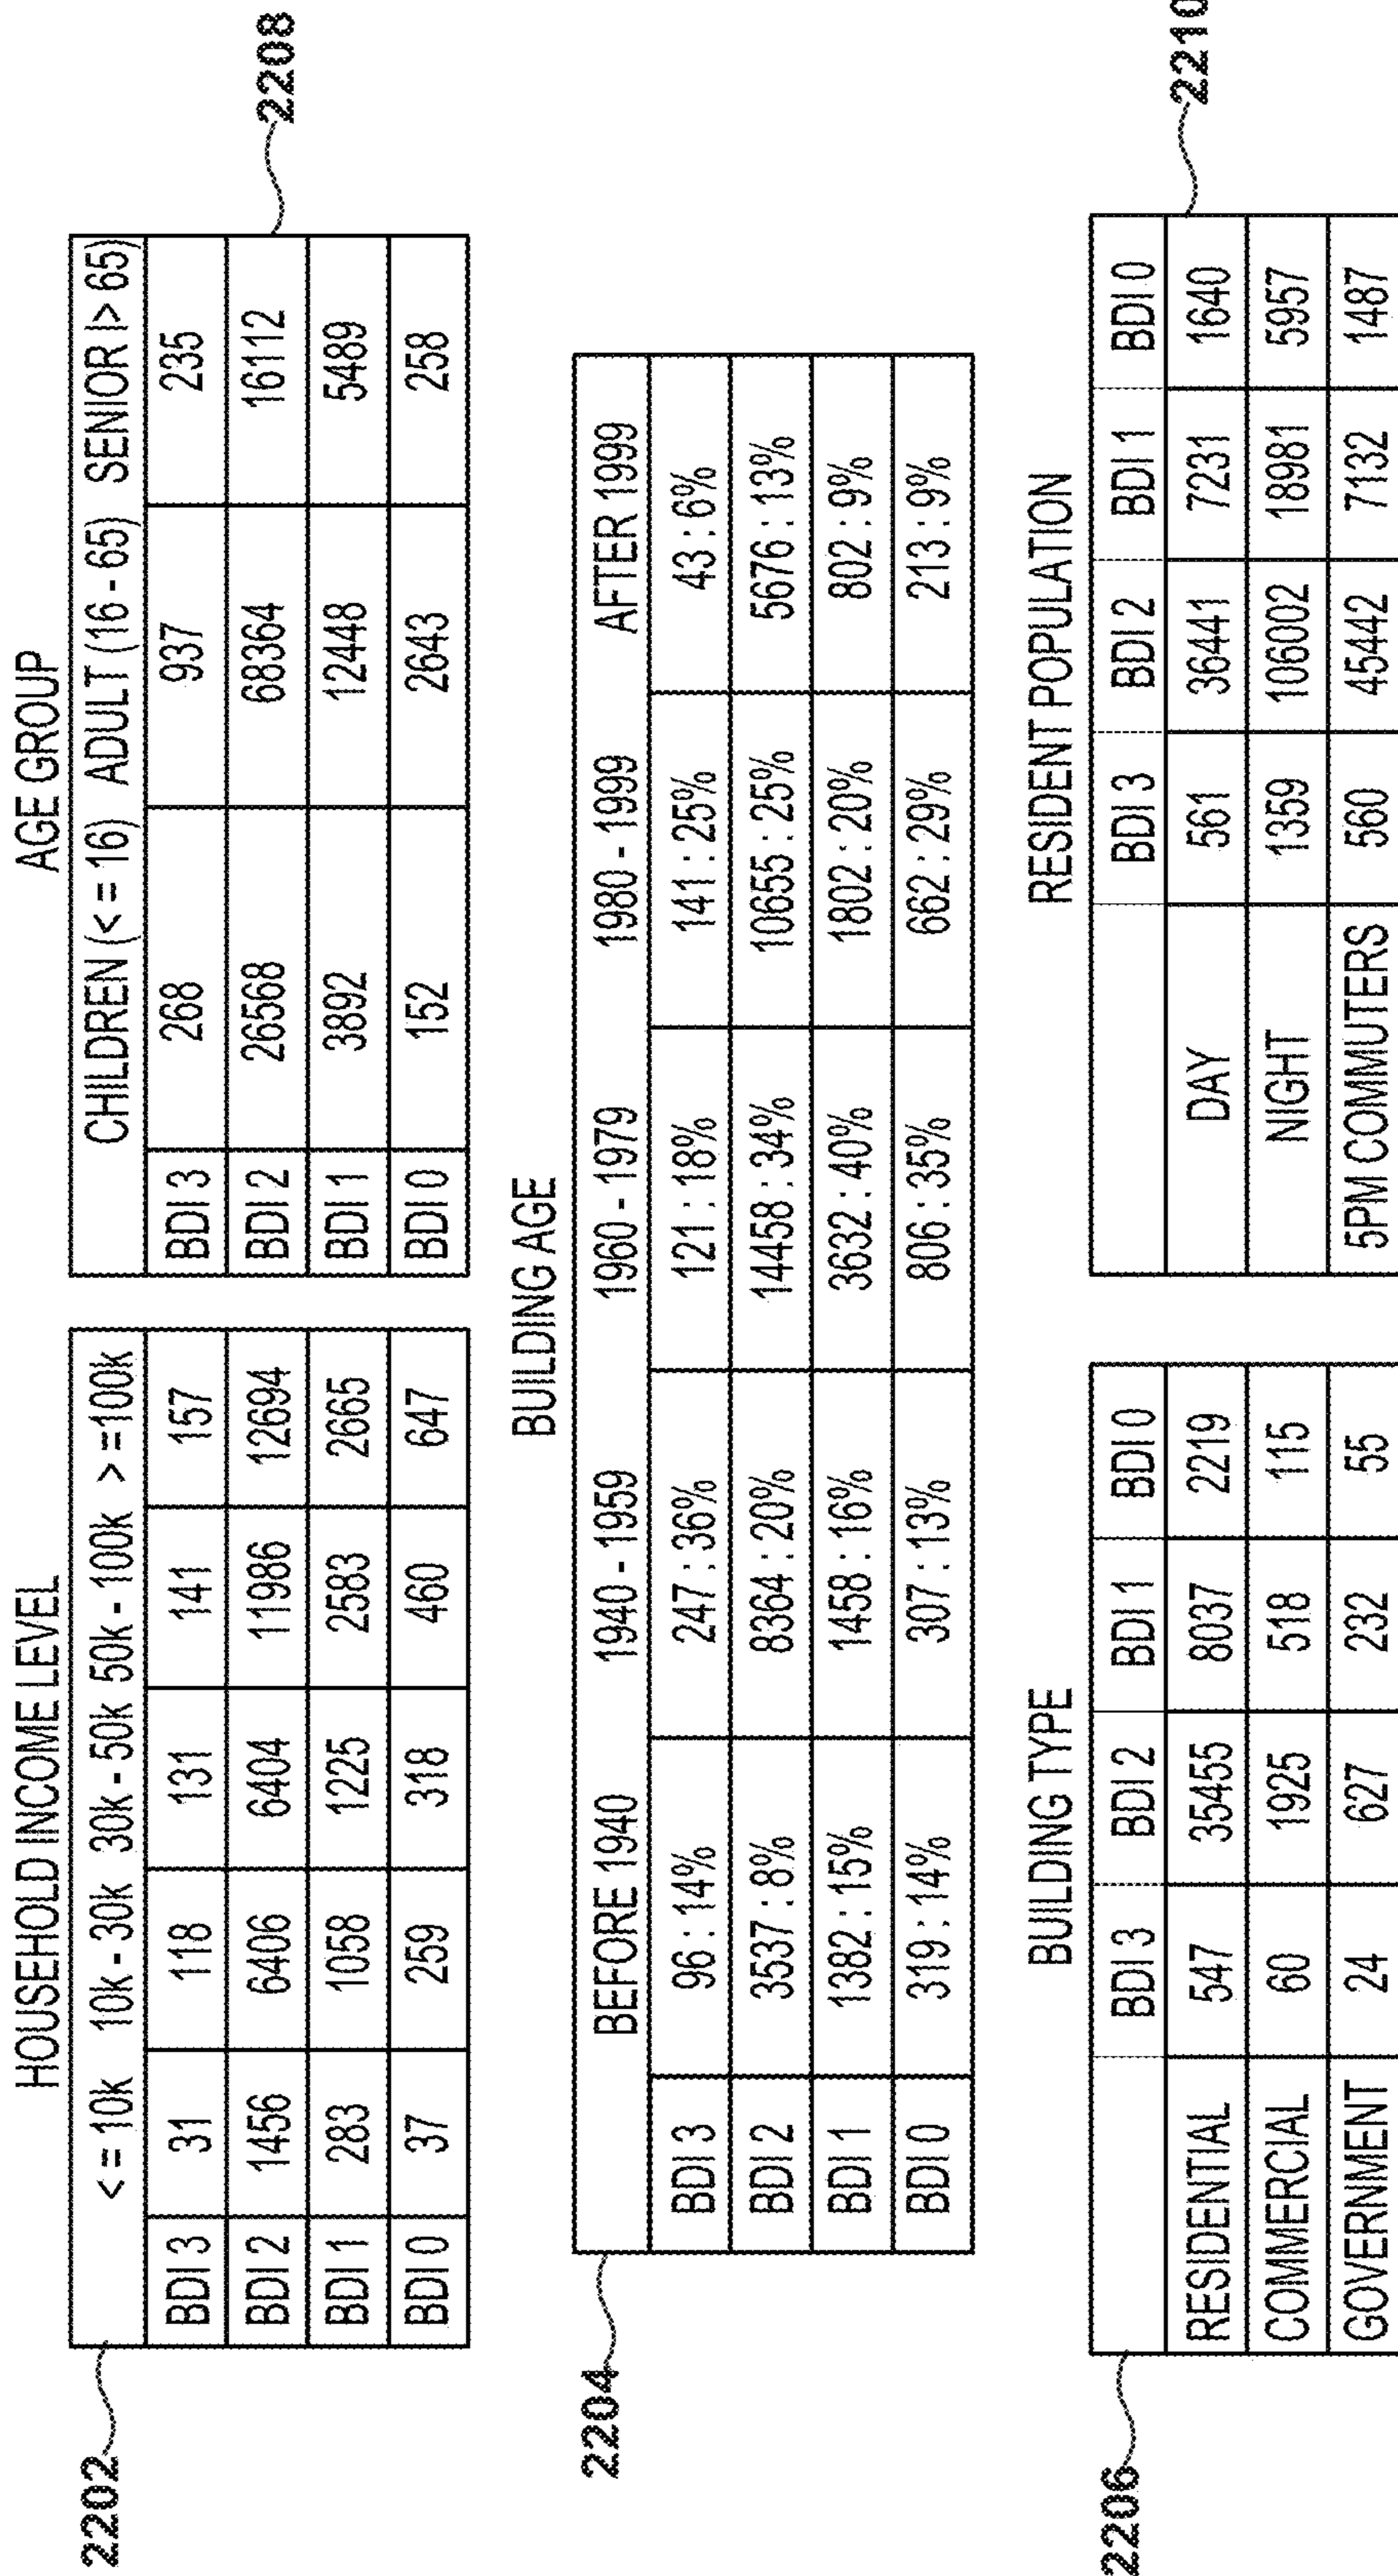 HOUSEHOLD INCOME LEVEL
<= 10k 10k - 30k 30k - 50k 50k - 100k >=100k
BDI 3 31 118 131 141 157
BDI 2 1456 6406 6404 11986 12694
BDI 1 283 1058 1225 2583 2665
BDI 0 37 259 318 460 647
2202
AGE GROUP
CHILDREN (<= 16) ADULT (16 - 65) SENIOR I> 65)
BDI 3 268 937 235
BDI 2 26568 68364 16112
BDI 1 3892 12448 5489
BDI 0 152 2643 258
2208
BUILDING AGE
BEFORE 1940 1940 - 1959 1960 - 1979 1980 - 1999 AFTER 1999
BDI 3 96 : 14% 247 : 36% 121 : 18% 141 : 25% 43 : 6%
BDI 2 3537 : 8% 8364 : 20% 14458 : 34% 10655 : 25% 5676 : 13%
BDI 1 1382 : 15% 1458 : 16% 3632 : 40% 1802 : 20% 802 : 9%
BDI 0 319 : 14% 307 : 13% 806 : 35% 662 : 29% 213 : 9%
2204
BUILDING TYPE
BDI 3 BDI 2 BDI 1 BDI 0
RESIDENTIAL 547 35455 8037 2219
COMMERCIAL 60 1925 518 115
GOVERNMENT 24 627 232 55
2206
RESIDENT POPULATION
BDI 3 BDI 2 BDI 1 BDI 0
DAY 561 36441 7231 1640
NIGHT 1359 106002 18981 5957
5PM COMMUTERS 560 45442 7132 1487
2210